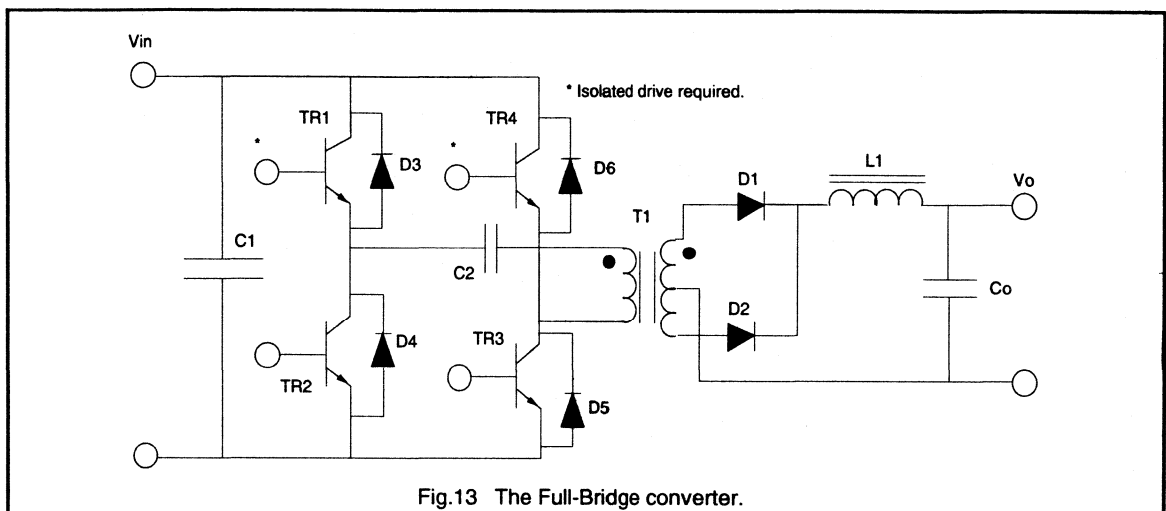 Vin
* Isolated drive required.
TR1
TR4
*
*
D3
D6
D1
L1
Vo
T1
C1
C2
Co
D2
D4
TR3
TR2
D5
Fig.13 The Full-Bridge converter.